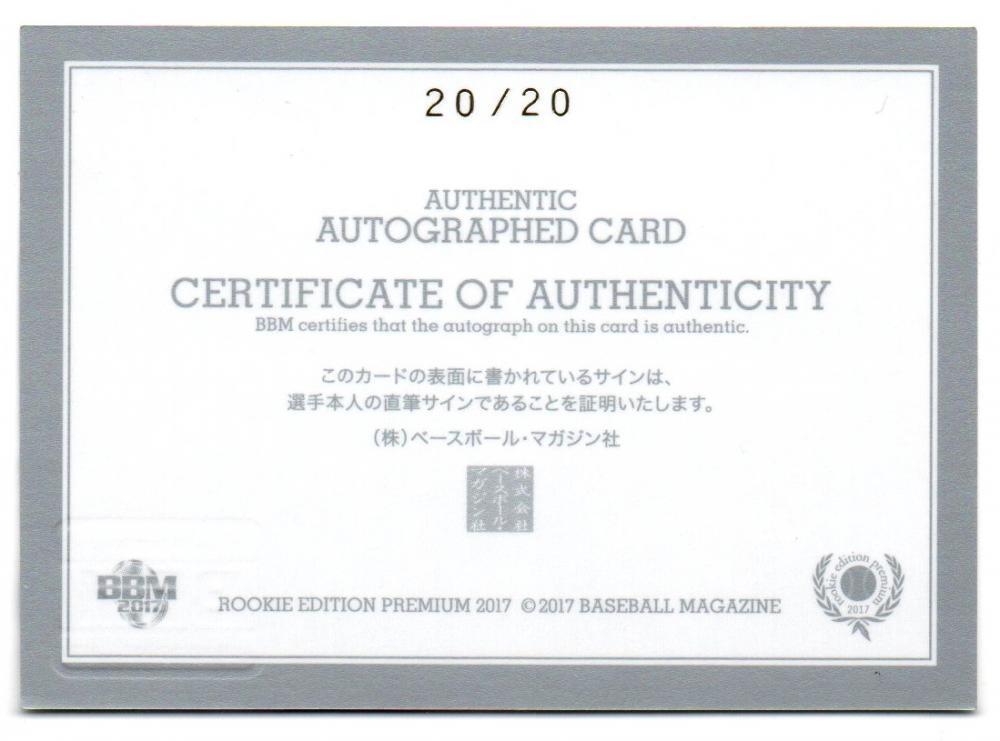 20/20
AUTHENTIC
AUTOGRAPHED CARD
CERTIFICATE OF AUTHENTICITY
BBM certifies that the autograph on this card is authentic.
このカードの表面に書かれているサインは、
選手本人の直筆サインであることを証明いたします。
(株)ベースボール・マガジン社
株式会社
ベースボール・
マガジン社
BBM
2017
ROOKIE EDITION PREMIUM 2017 © 2017 BASEBALL MAGAZINE
rookie edition premium
2017